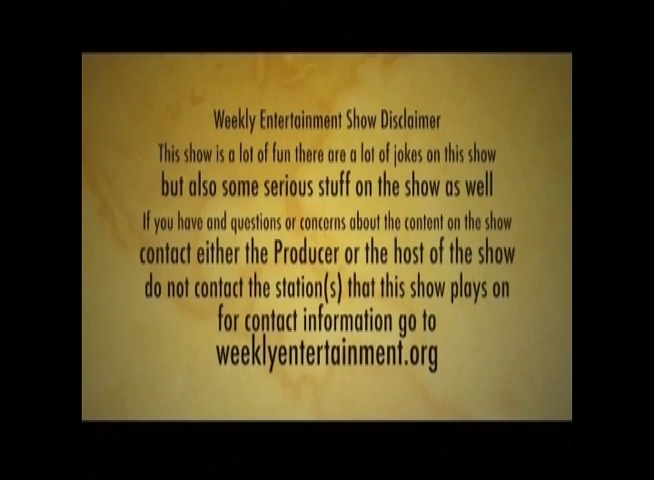 Weekly Entertainment Show Disclaimer
This show is a lot of fun there are a lot of jokes on this show
but also some serious stuff on the show as well
If you have and questions or concerns about the content on the show
contact either the Producer or the host of the show
do not contact the station(s) that this show plays on
for contact information go to
weeklyentertainment.org